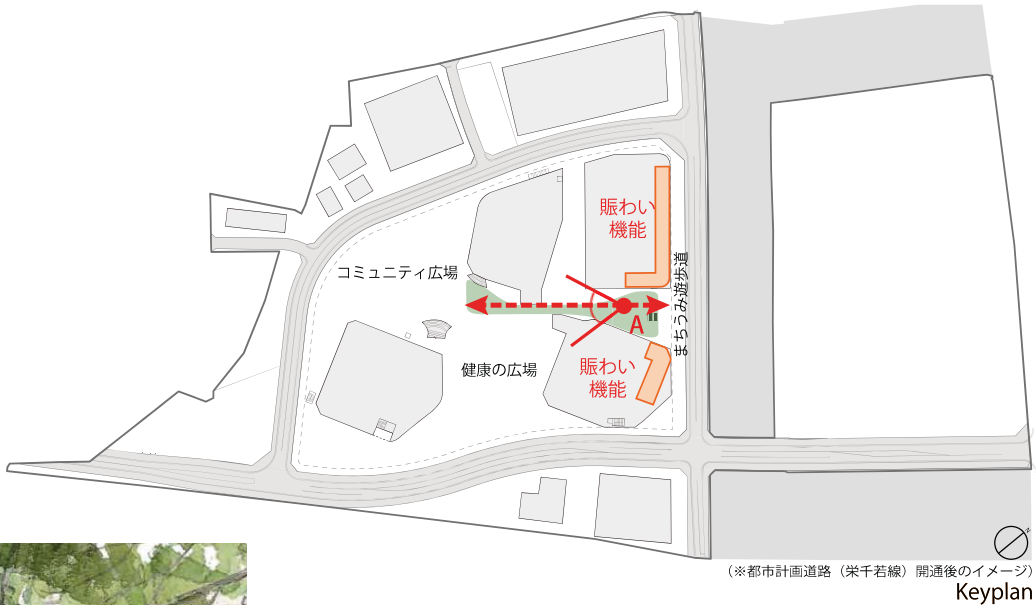 賑わい
機能
コミュニティ広場
まちうみ遊歩道
A
健康の広場
賑わい
機能
N
(※都市計画道路(栄千若線)開通後のイメージ)
Keyplan